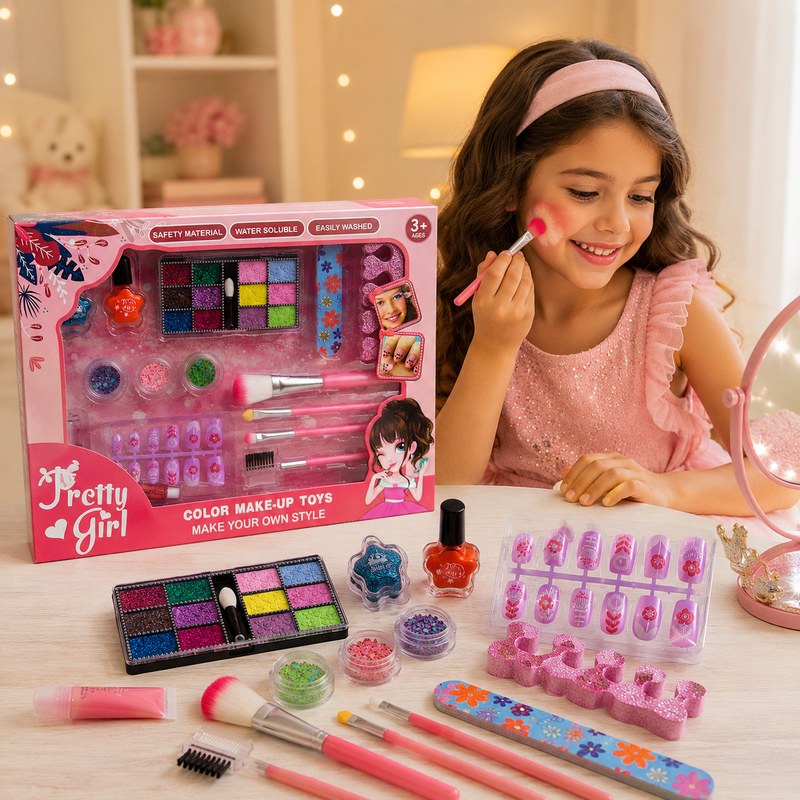 SAFETY MATERIAL
WATER SOLUBLE
EASILY WASHED
3+
AGES
Pretty
Girl
COLOR MAKE-UP TOYS
MAKE YOUR OWN STYLE